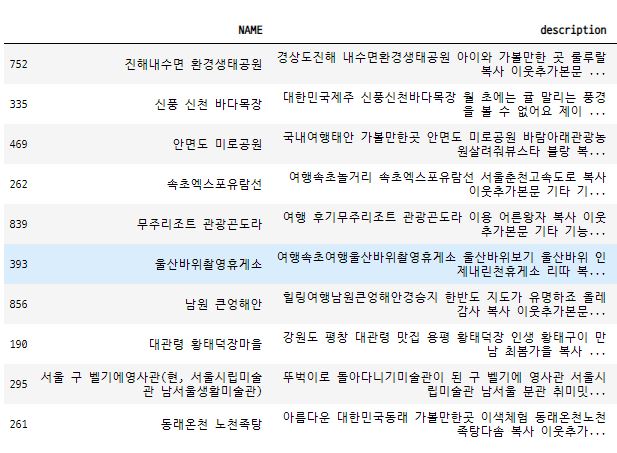 NAME description
752 진해내수면 환경생태공원 경상도진해 내수면환경생태공원 아이와 가볼만한 곳 룰루랄
복사 이웃추가본문 ...
335 신풍 신천 바다목장 대한민국제주 신풍신천바다목장 월 초에는 귤 말리는 풍경
을 볼 수 없어요 제이 ...
469 안면도 미로공원 국내여행태안 가볼만한곳 안면도 미로공원 바람아래관광농
원살려줘뷰스타 블랑 복...
262 속초엑스포유람선 여행속초놀거리 속초엑스포유람선 서울춘천고속도로 복사
이웃추가본문 기타 기...
839 무주리조트 관광곤도라 여행 후기무주리조트 관광곤도라 이용 어른왕자 복사 이웃
추가본문 기타 기능...
393 울산바위촬영휴게소 여행속초여행울산바위촬영휴게소 울산바위보기 울산바위 인
제내린천휴게소 리따 복...
856 남원 큰엉해안 힐링여행남원큰엉해안경승지 한반도 지도가 유명하죠 올레
감사 복사 이웃추가본문...
190 대관령 황태덕장마을 강원도 평창 대관령 맛집 용평 황태덕장 인생 황태구이 만
남 최봄가을 복사 ...
295 서울 구 벨기에영사관(현, 서울시립미술
관 남서울생활미술관) 뚜벅이로 돌아다니기미술관이 된 구 벨기에 영사관 서울시
립미술관 남서울 분관 취미밋...
261 동래온천 노천족탕 아름다운 대한민국동래 가볼만한곳 이색체험 동래온천노천
족탕다솜 복사 이웃추가...